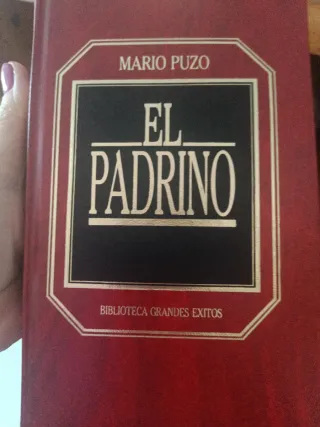 MARIO PUZO
EL
PADRINO
BIBLIOTECA GRANDES EXITOS